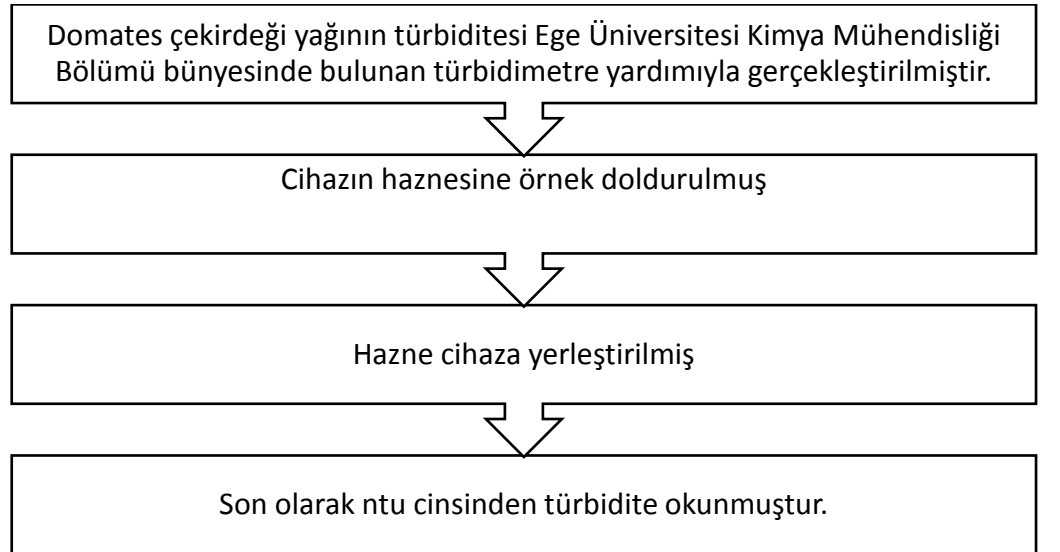 Domates çekirdeği yağının türbiditesi Ege Üniversitesi Kimya Mühendisliği
Bölümü bünyesinde bulunan türbidimetre yardımıyla gerçekleştirilmiştir.
Cihazın haznesine örnek doldurulmuş
Hazne cihaza yerleştirilmiş
Son olarak ntu cinsinden türbidite okunmuştur.